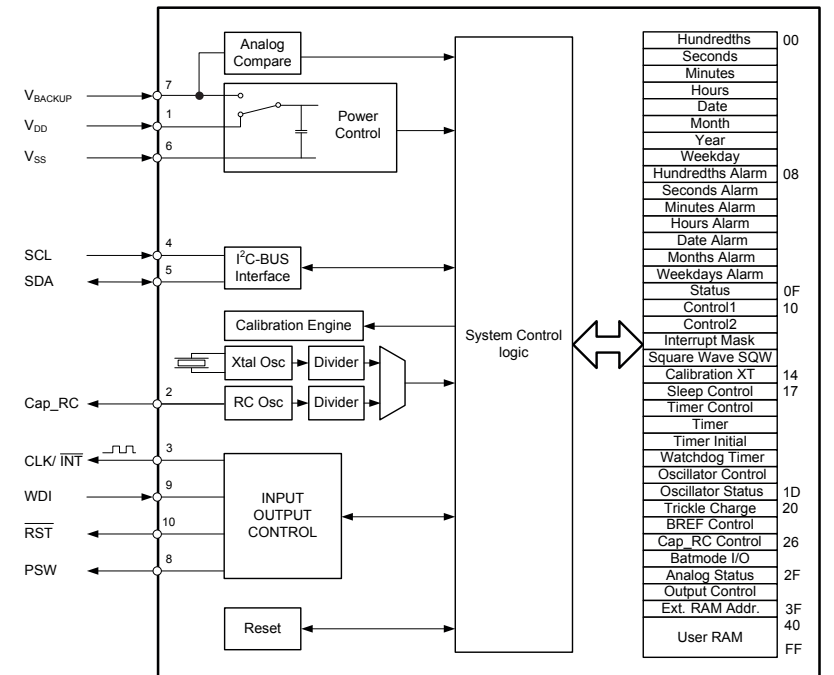 Analog
Compare
7
V_BACKUP
1
V_DD
6
V_SS
Power
Control
4
SCL
5
SDA
I²C-BUS
Interface
Calibration Engine
Xtal Osc
Divider
2
Cap_RC
RC Osc
Divider
3
CLK/ INT
9
WDI
10
RST
8
PSW
INPUT
OUTPUT
CONTROL
Reset
System Control
logic
Hundredths 00
Seconds
Minutes
Hours
Date
Month
Year
Weekday
Hundredths Alarm 08
Seconds Alarm
Minutes Alarm
Hours Alarm
Date Alarm
Months Alarm
Weekdays Alarm
Status 0F
Control1 10
Control2
Interrupt Mask
Square Wave SQW
Calibration XT 14
Sleep Control 17
Timer Control
Timer
Timer Initial
Watchdog Timer
Oscillator Control
Oscillator Status 1D
Trickle Charge 20
BREF Control
Cap_RC Control 26
Batmode I/O
Analog Status 2F
Output Control
Ext. RAM Addr. 3F
40
User RAM
FF